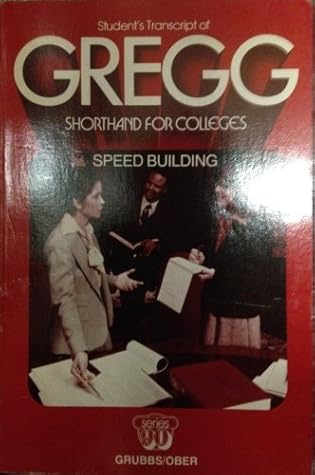 Student's Transcript of
GREGG
SHORTHAND FOR COLLEGES
SPEED BUILDING
series
90
GRUBBS/OBER